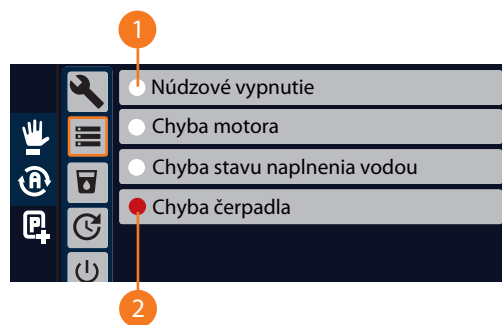 1
Núdzové vypnutie
Chyba motora
Chyba stavu naplnenia vodou
Chyba čerpadla
A
P
2